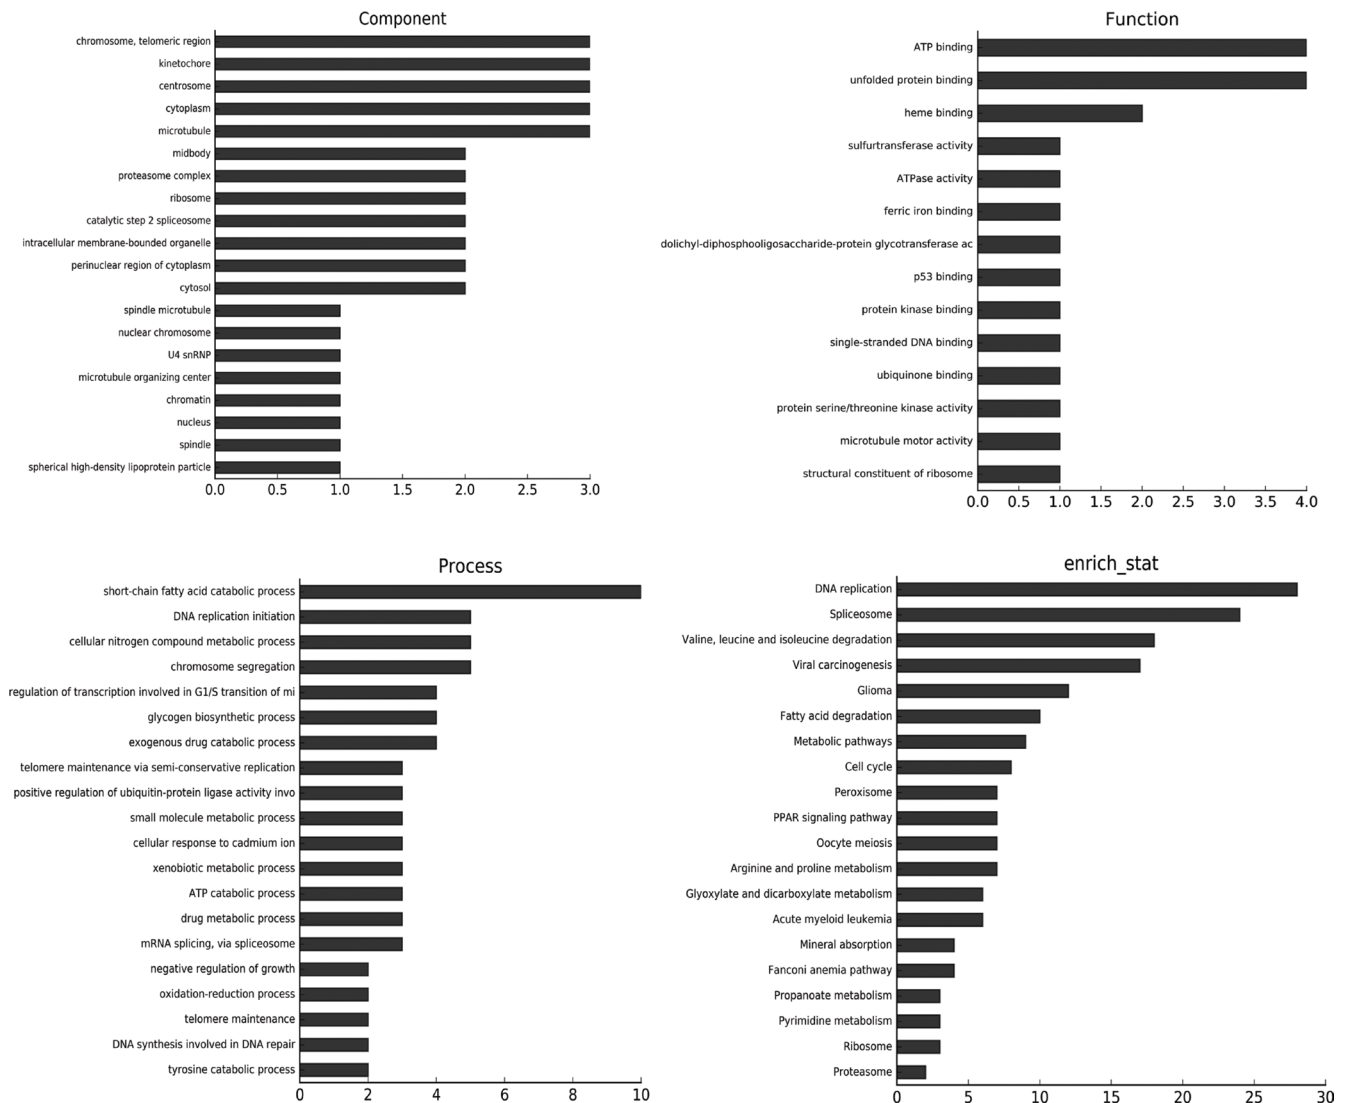 Component
chromosome, telomeric region
kinetochore
centrosome
cytoplasm
microtubule
midbody
proteasome complex
ribosome
catalytic step 2 spliceosome
intracellular membrane-bounded organelle
perinuclear region of cytoplasm
cytosol
spindle microtubule
nuclear chromosome
U4 snRNP
microtubule organizing center
chromatin
nucleus
spindle
spherical high-density lipoprotein particle
0.0 0.5 1.0 1.5 2.0 2.5 3.0
Function
ATP binding
unfolded protein binding
heme binding
sulfurtransferase activity
ATPase activity
ferric iron binding
dolichyl-diphosphooligosaccharide-protein glycotransferase ac
p53 binding
protein kinase binding
single-stranded DNA binding
ubiquinone binding
protein serine/threonine kinase activity
microtubule motor activity
structural constituent of ribosome
0.0 0.5 1.0 1.5 2.0 2.5 3.0 3.5 4.0
Process
short-chain fatty acid catabolic process
DNA replication initiation
cellular nitrogen compound metabolic process
chromosome segregation
regulation of transcription involved in G1/S transition of mi
glycogen biosynthetic process
exogenous drug catabolic process
telomere maintenance via semi-conservative replication
positive regulation of ubiquitin-protein ligase activity invo
small molecule metabolic process
cellular response to cadmium ion
xenobiotic metabolic process
ATP catabolic process
drug metabolic process
mRNA splicing, via spliceosome
negative regulation of growth
oxidation-reduction process
telomere maintenance
DNA synthesis involved in DNA repair
tyrosine catabolic process
0 2 4 6 8 10
enrich_stat
DNA replication
Spliceosome
Valine, leucine and isoleucine degradation
Viral carcinogenesis
Glioma
Fatty acid degradation
Metabolic pathways
Cell cycle
Peroxisome
PPAR signaling pathway
Oocyte meiosis
Arginine and proline metabolism
Glyoxylate and dicarboxylate metabolism
Acute myeloid leukemia
Mineral absorption
Fanconi anemia pathway
Propanoate metabolism
Pyrimidine metabolism
Ribosome
Proteasome
0 5 10 15 20 25 30